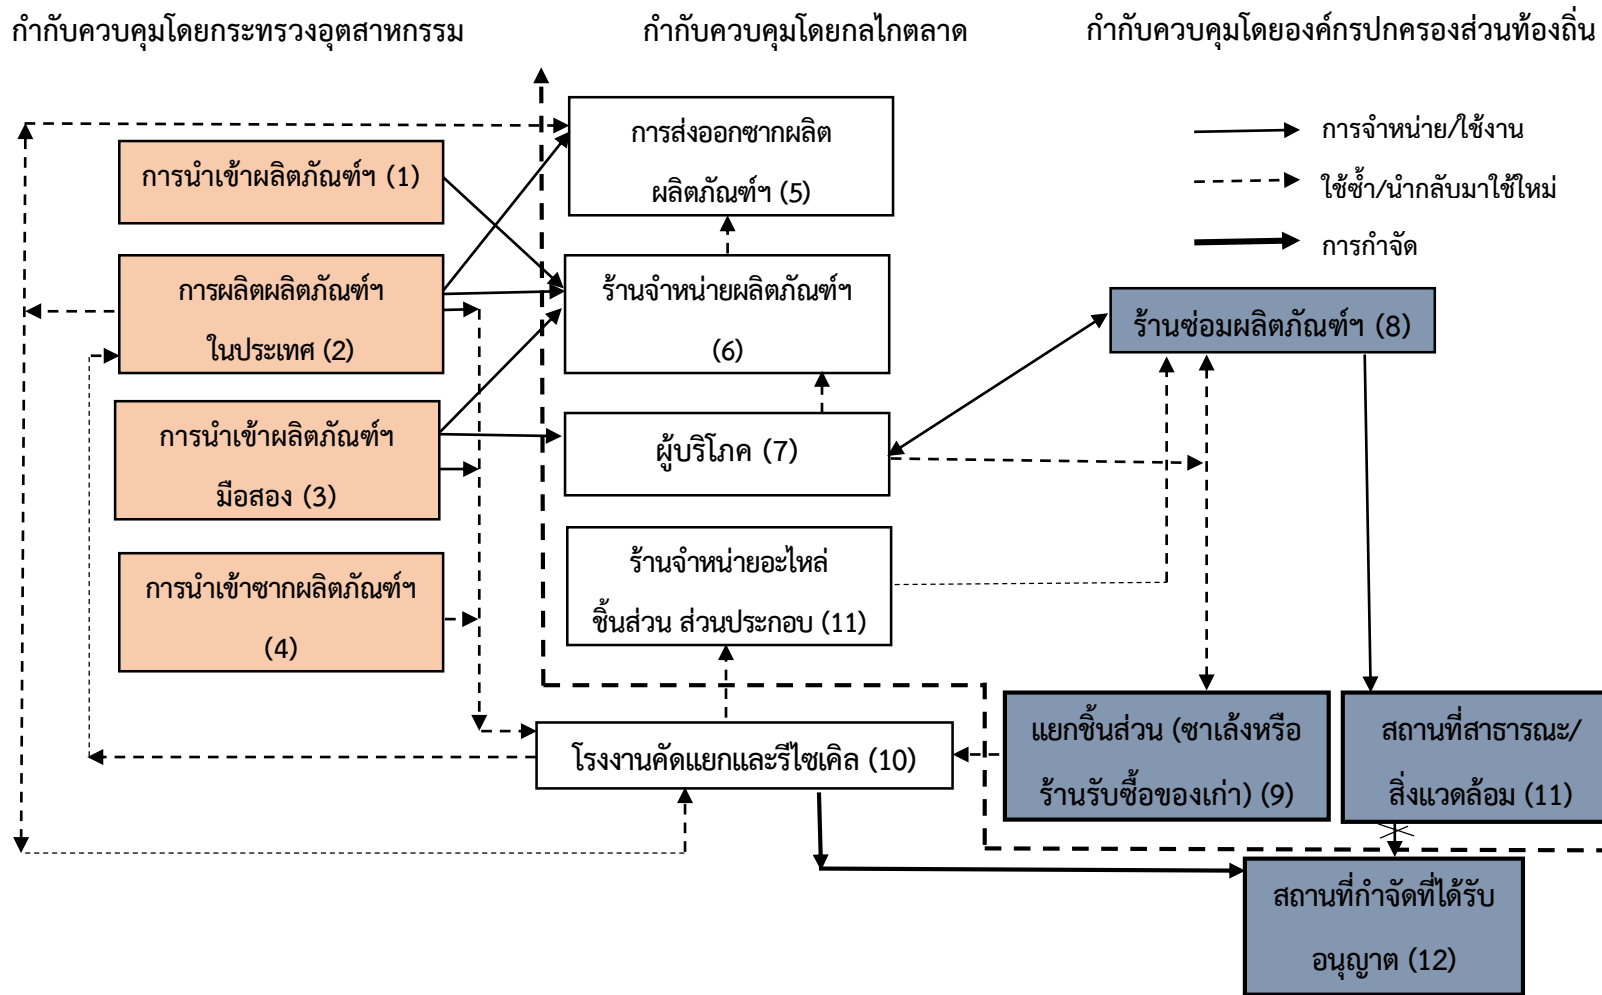 กำกับควบคุมโดยกระทรวงอุตสาหกรรม
กำกับควบคุมโดยกลไกตลาด
กำกับควบคุมโดยองค์กรปกครองส่วนท้องถิ่น
การจำหน่าย/ใช้งาน
ใช้ซ้ำ/นำกลับมาใช้ใหม่
การกำจัด
การนำเข้าผลิตภัณฑ์ฯ (1)
การผลิตผลิตภัณฑ์ฯ
ในประเทศ (2)
การนำเข้าผลิตภัณฑ์ฯ
มือสอง (3)
การนำเข้าซากผลิตภัณฑ์ฯ
(4)
การส่งออกซากผลิต
ผลิตภัณฑ์ฯ (5)
ร้านจำหน่ายผลิตภัณฑ์ฯ
(6)
ผู้บริโภค (7)
ร้านจำหน่ายอะไหล่
ชิ้นส่วน ส่วนประกอบ (11)
โรงงานคัดแยกและรีไซเคิล (10)
ร้านซ่อมผลิตภัณฑ์ฯ (8)
แยกชิ้นส่วน (ซาเล้งหรือ
ร้านรับซื้อของเก่า) (9)
สถานที่สาธารณะ/
สิ่งแวดล้อม (11)
สถานที่กำจัดที่ได้รับ
อนุญาต (12)